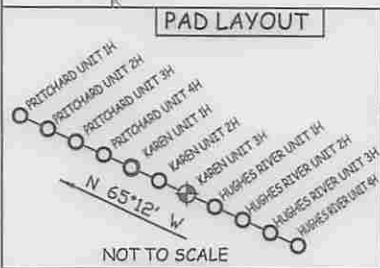 PAD LAYOUT
PRITCHARD UNIT 1H
PRITCHARD UNIT 2H
PRITCHARD UNIT 3H
PRITCHARD UNIT 4H
KAREN UNIT 1H
KAREN UNIT 2H
KAREN UNIT 3H
HUGHES RIVER UNIT 1H
HUGHES RIVER UNIT 2H
HUGHES RIVER UNIT 3H
HUGHES RIVER UNIT 4H
N 65°12' W
NOT TO SCALE